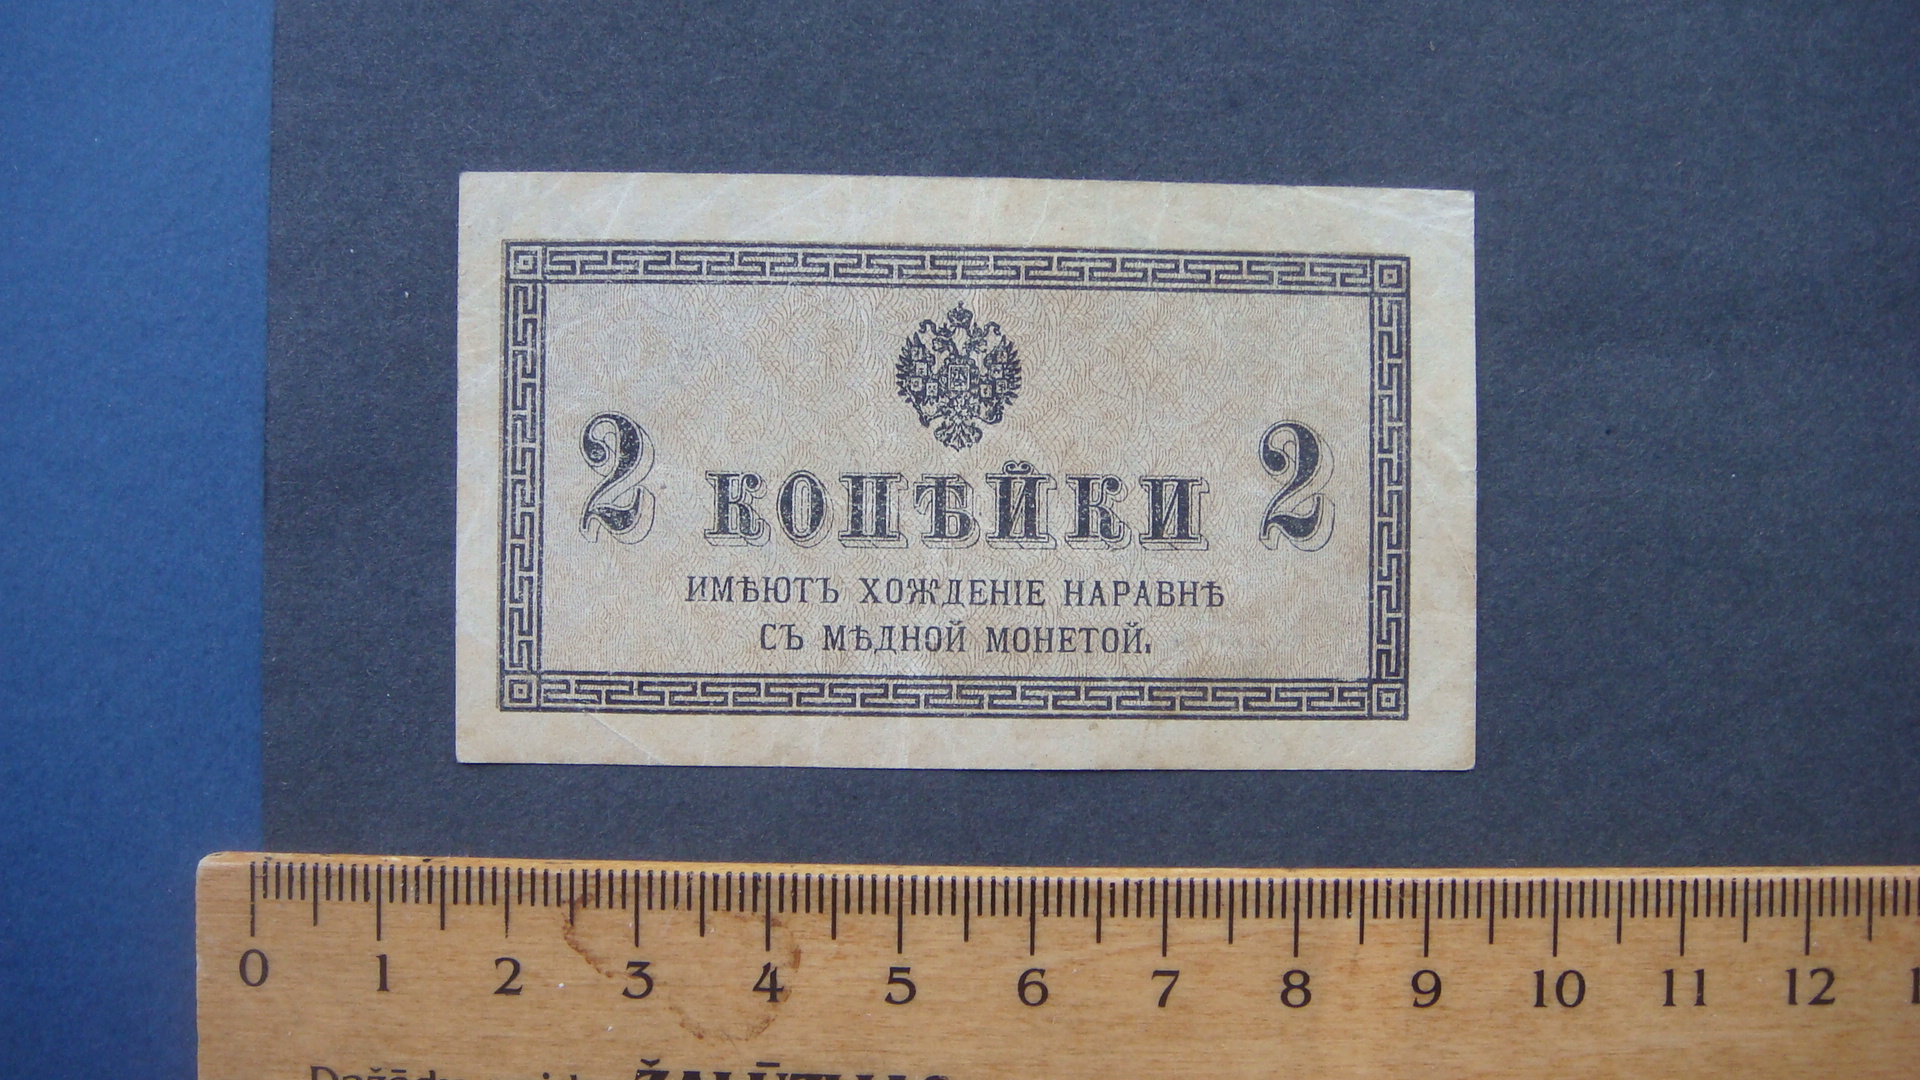 2 КОПѢЙКИ 2
ИМѢЮТЪ ХОЖДЕНІЕ НАРАВНѢ
СЪ МѢДНОЙ МОНЕТОЙ.
0 1 2 3 4 5 6 7 8 9 10 11 12